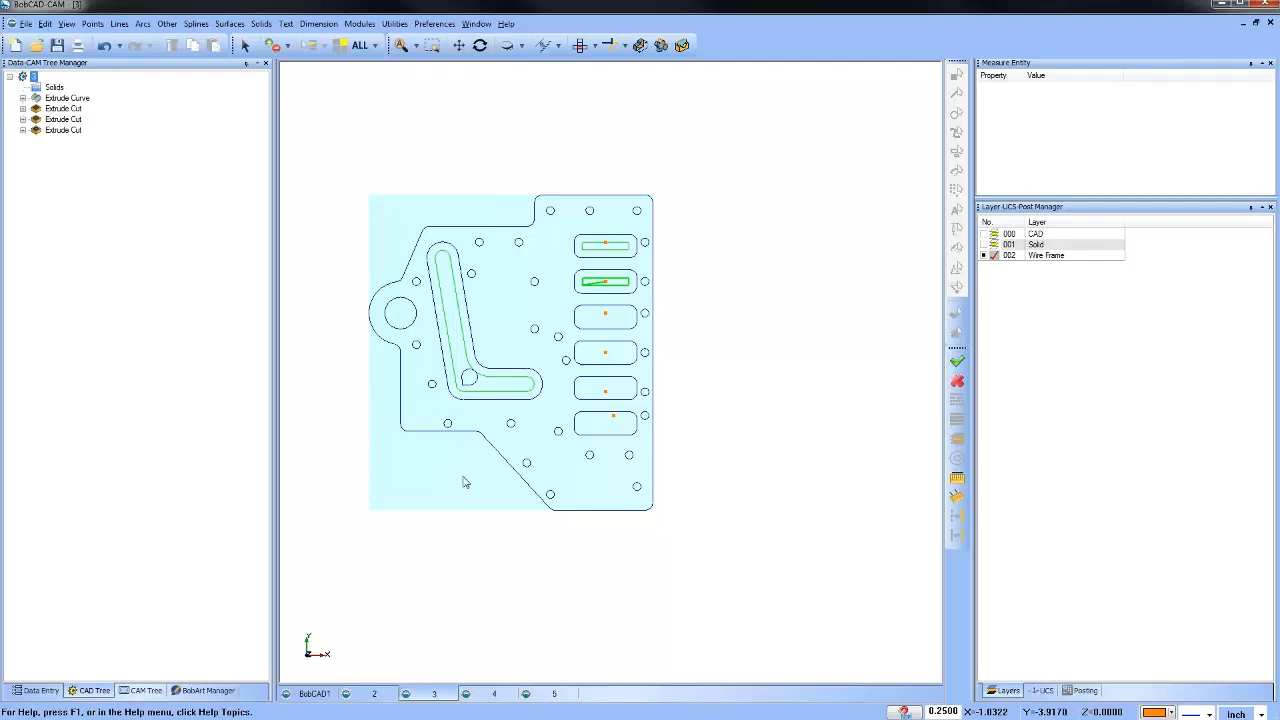 BobCAD-CAM - [3]
File Edit View Points Lines Arcs Other Splines Surfaces Solids Text Dimension Modules Utilities Preferences Window Help
ALL
Data-CAM Tree Manager
3
Solids
Extrude Curve
Extrude Cut
Extrude Cut
Extrude Cut
Data Entry CAD Tree CAM Tree BobArt Manager
Y
X
Z
BobCAD1 2 3 4 5
Measure Entity
Property Value
Layer-UCS-Post Manager
No. Layer
000 CAD
001 Solid
002 Wire Frame
Layers UCS Posting
For Help, press F1, or in the Help menu, click Help Topics.
0.2500 X=-1.0322 Y=-3.9170 Z=0.0000 Inch